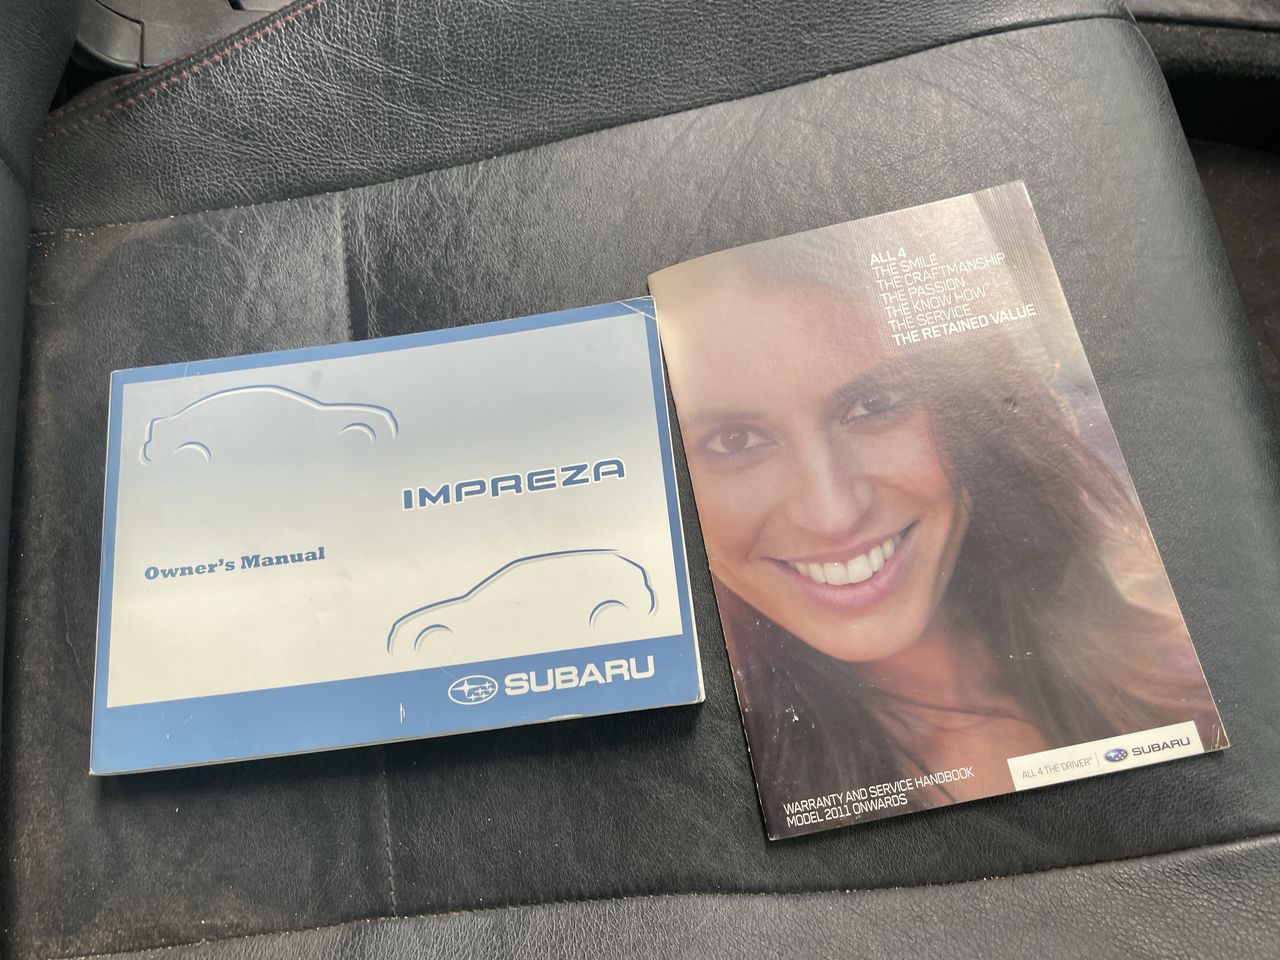 IMPREZA
Owner's Manual
SUBARU
ALL 4
THE SMILE
THE CRAFTMANSHIP
THE PASSION
THE KNOW HOW
THE SERVICE
THE RETAINED VALUE
WARRANTY AND SERVICE HANDBOOK
MODEL 2011 ONWARDS
ALL 4 THE DRIVER™ | SUBARU